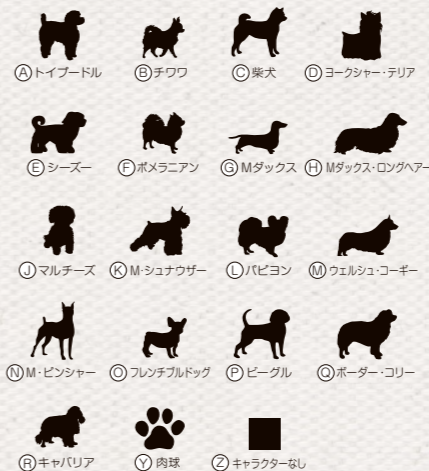 Ⓐトイプードル Ⓑチワワ Ⓒ柴犬 Ⓓヨークシャー・テリア
Ⓔシーズー Ⓕポメラニアン ⒼMダックス ⒽMダックス・ロングヘアー
Ⓙマルチーズ ⓀM・シュナウザー Ⓛパピヨン Ⓜウェルシュ・コーギー
ⓃM・ピンシャー Ⓞフレンチブルドッグ Ⓟビーグル Ⓠボーダー・コリー
Ⓡキャバリア Ⓨ肉球 Ⓩキャラクターなし